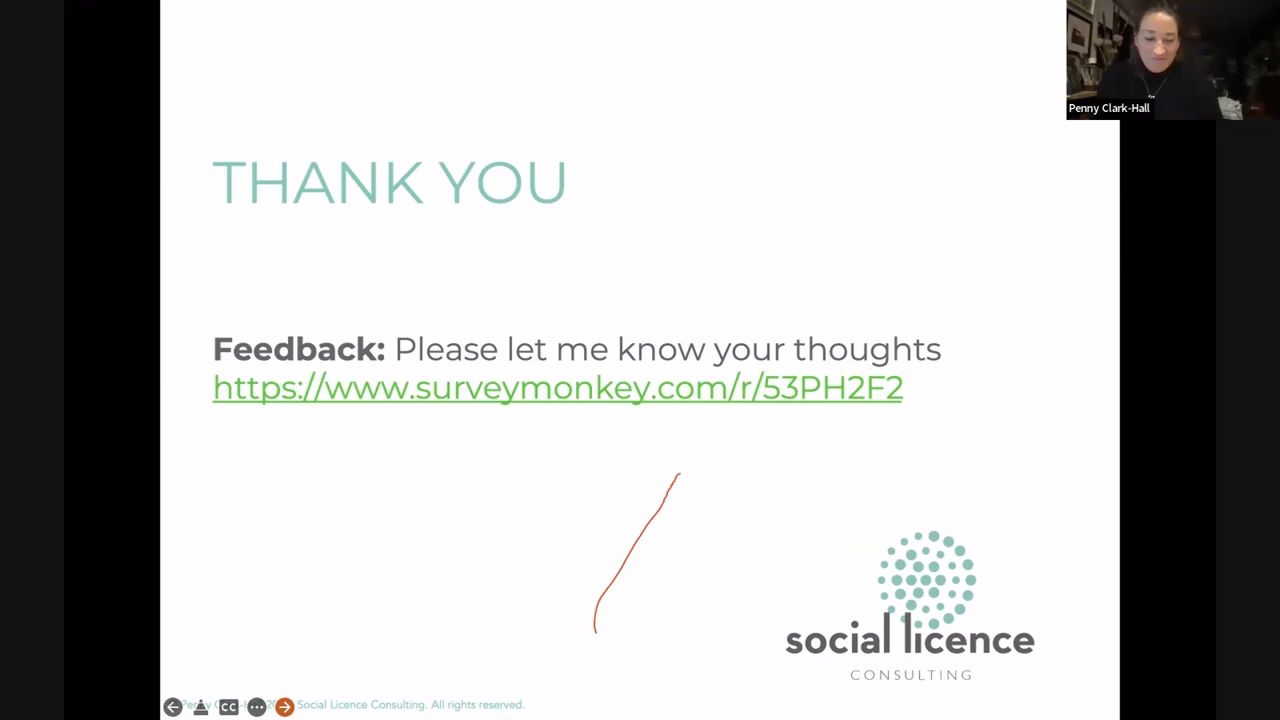 Penny Clark-Hall
THANK YOU
Feedback: Please let me know your thoughts
https://www.surveymonkey.com/r/53PH2F2
social licence
CONSULTING
CC
Social Licence Consulting. All rights reserved.